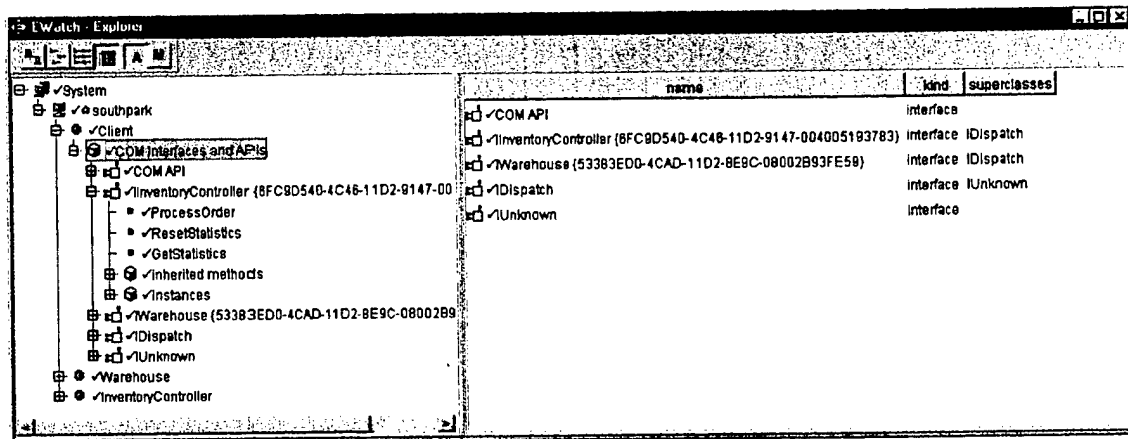 EWatch - Explorer
A M
System
southpark
Client
COM Interfaces and APIs
COM API
IInventoryController {6FC9D540-4C46-11D2-9147-00
ProcessOrder
ResetStatistics
GetStatistics
Inherited methods
Instances
IWarehouse {53383ED0-4CAD-11D2-8E9C-08002B9
IDispatch
IUnknown
Warehouse
InventoryController
name kind superclasses
COM API interface
IInventoryController {6FC9D540-4C46-11D2-9147-004005193783} interface IDispatch
IWarehouse {53383ED0-4CAD-11D2-8E9C-08002B93FE59} interface IDispatch
IDispatch interface IUnknown
IUnknown interface